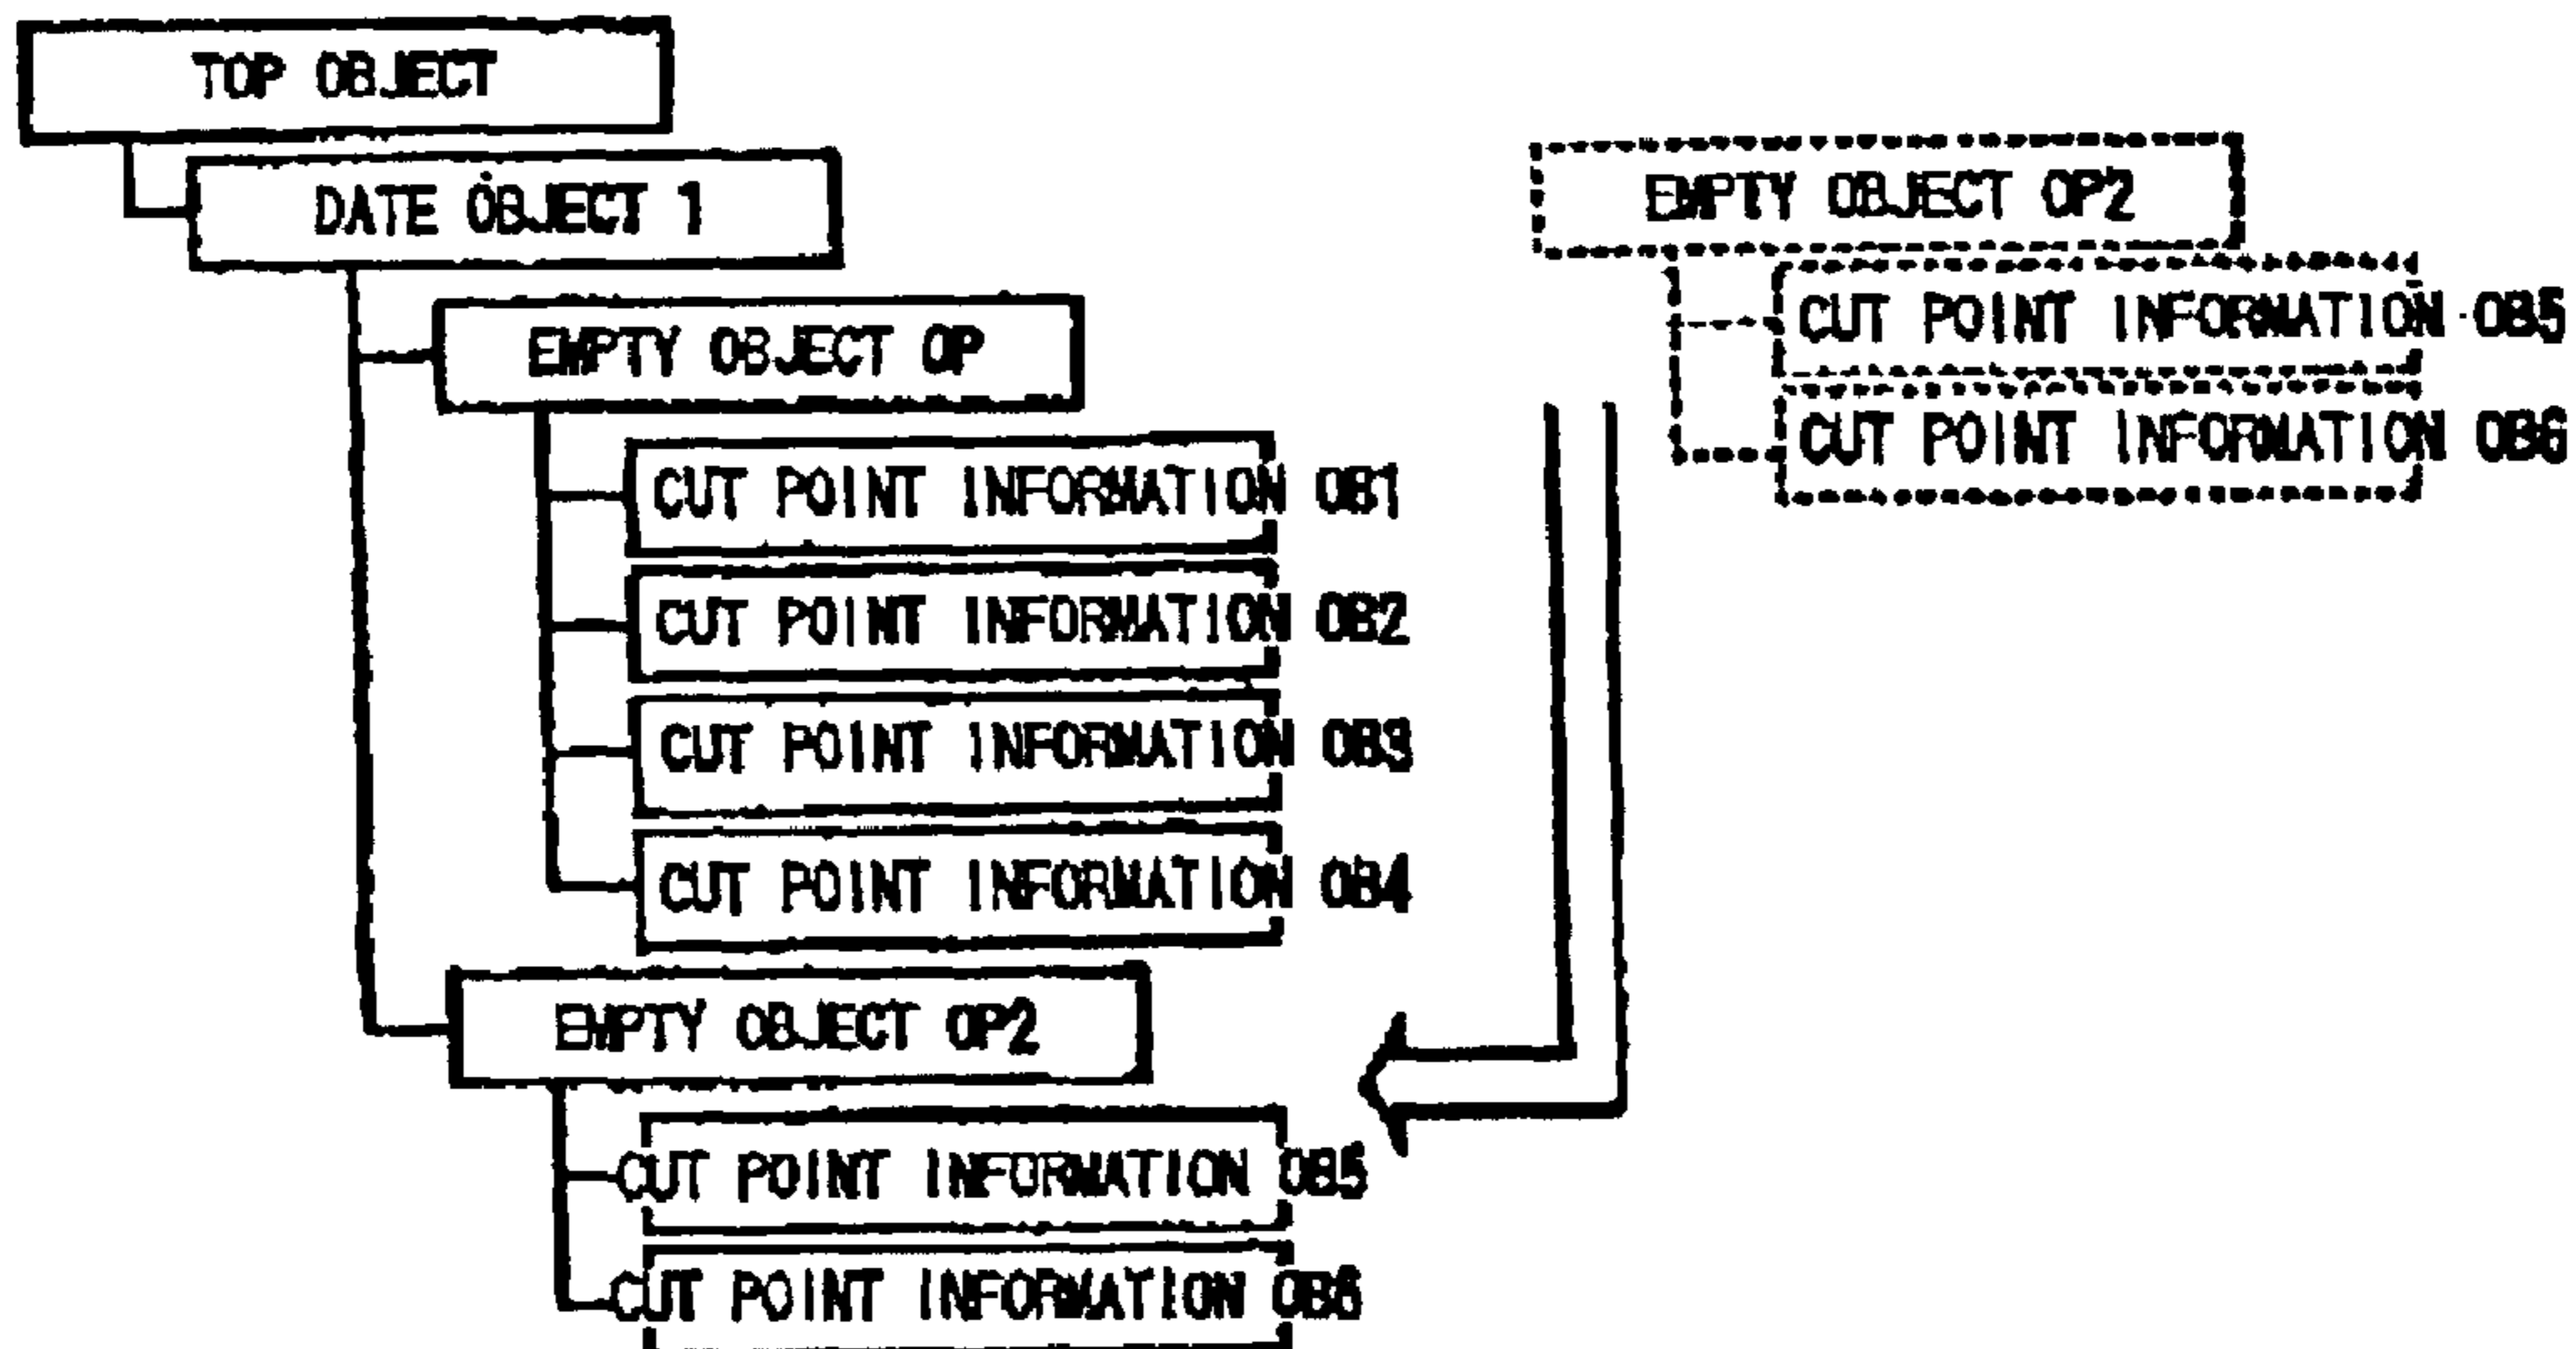 TOP OBJECT
DATE OBJECT 1
EMPTY OBJECT OP
CUT POINT INFORMATION OB1
CUT POINT INFORMATION OB2
CUT POINT INFORMATION OB3
CUT POINT INFORMATION OB4
EMPTY OBJECT OP2
CUT POINT INFORMATION OB5
CUT POINT INFORMATION OB6
EMPTY OBJECT OP2
CUT POINT INFORMATION OB5
CUT POINT INFORMATION OB6